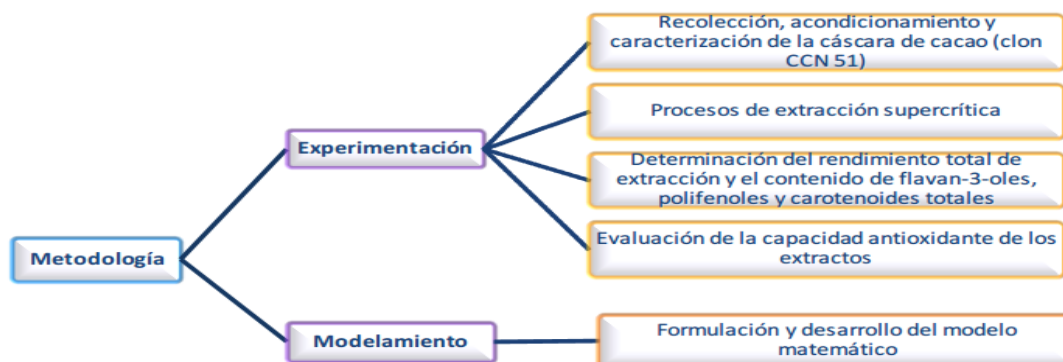 Metodología
Experimentación
Recolección, acondicionamiento y
caracterización de la cáscara de cacao (clon
CCN 51)
Procesos de extracción supercrítica
Determinación del rendimiento total de
extracción y el contenido de flavan-3-oles,
polifenoles y carotenoides totales
Evaluación de la capacidad antioxidante de los
extractos
Modelamiento
Formulación y desarrollo del modelo
matemático